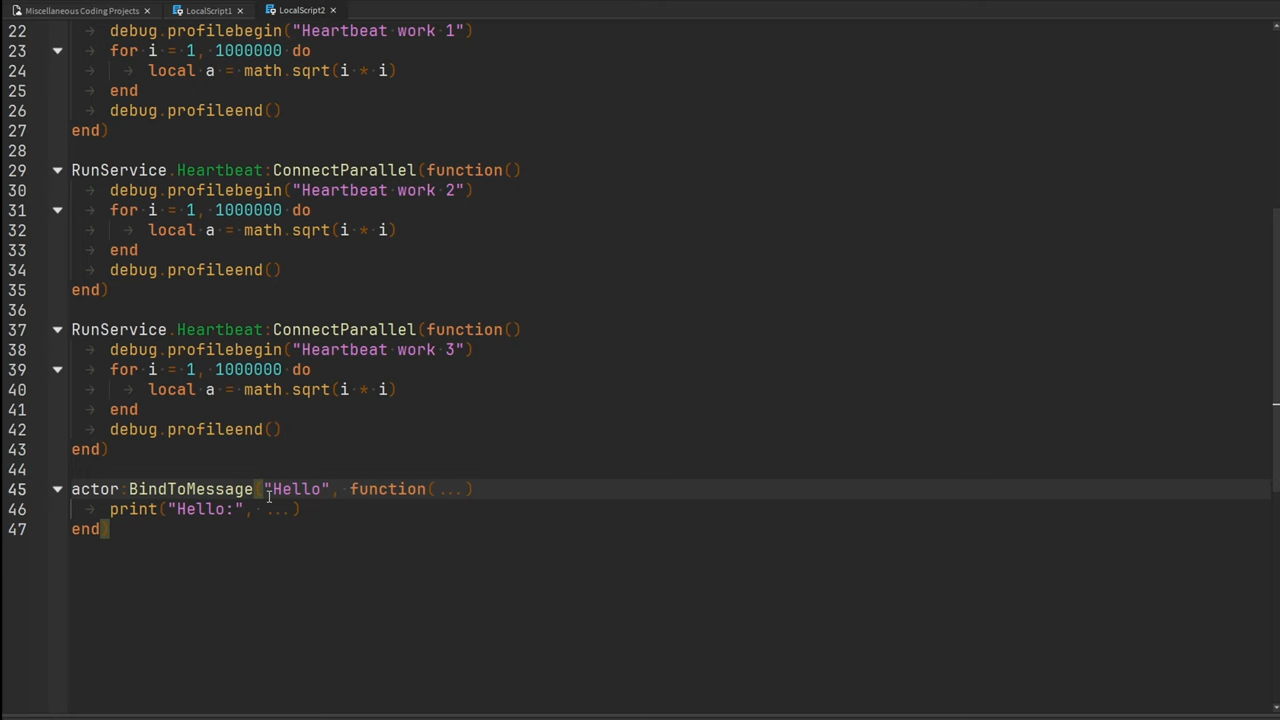 Miscellaneous Coding Projects × LocalScript1 × LocalScript2 ×
22 debug.profilebegin("Heartbeat work 1")
23 for i = 1, 1000000 do
24 local a = math.sqrt(i * i)
25 end
26 debug.profileend()
27 end)
28
29 RunService.Heartbeat:ConnectParallel(function()
30 debug.profilebegin("Heartbeat work 2")
31 for i = 1, 1000000 do
32 local a = math.sqrt(i * i)
33 end
34 debug.profileend()
35 end)
36
37 RunService.Heartbeat:ConnectParallel(function()
38 debug.profilebegin("Heartbeat work 3")
39 for i = 1, 1000000 do
40 local a = math.sqrt(i * i)
41 end
42 debug.profileend()
43 end)
44
45 actor:BindToMessage("Hello", function(...)
46 print("Hello:", ...)
47 end)